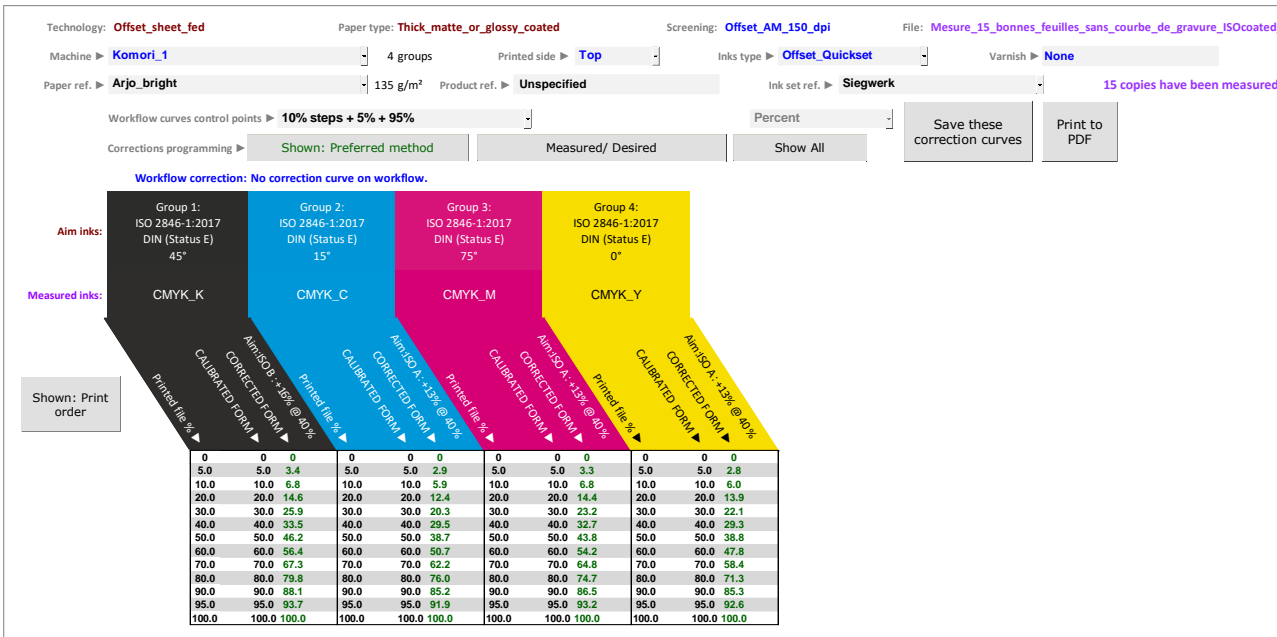 Technology: Offset_sheet_fed Paper type: Thick_matte_or_glossy_coated Screening: Offset_AM_150_dpi File: Mesure_15_bonnes_feuilles_sans_courbe_de_gravure_ISOcoated
Machine ▶ Komori_1 4 groups Printed side ▶ Top Inks type ▶ Offset_Quickset Varnish ▶ None
Paper ref. ▶ Arjo_bright 135 g/m² Product ref. ▶ Unspecified Ink set ref. ▶ Siegwerk 15 copies have been measured
Workflow curves control points ▶ 10% steps + 5% + 95% Percent
Save these correction curves
Print to PDF
Corrections programming ▶ Shown: Preferred method Measured/ Desired Show All
Workflow correction: No correction curve on workflow.
Aim inks:
Group 1: Group 2: Group 3: Group 4:
ISO 2846-1:2017 ISO 2846-1:2017 ISO 2846-1:2017 ISO 2846-1:2017
DIN (Status E) DIN (Status E) DIN (Status E) DIN (Status E)
45° 15° 75° 0°
Measured inks: CMYK_K CMYK_C CMYK_M CMYK_Y
Printed file % ▶ CALIBRATED FORM ▶ CORRECTED FORM ▶ Aim:ISO B: +16% @ 40%
Printed file % ▶ CALIBRATED FORM ▶ CORRECTED FORM ▶ Aim:ISO A: +13% @ 40%
Printed file % ▶ CALIBRATED FORM ▶ CORRECTED FORM ▶ Aim:ISO A: +13% @ 40%
Printed file % ▶ CALIBRATED FORM ▶ CORRECTED FORM ▶ Aim:ISO A: +13% @ 40%
Shown: Print
order
0 0 0 0 0 0 0 0 0 0 0 0
5.0 5.0 3.4 5.0 5.0 2.9 5.0 5.0 3.3 5.0 5.0 2.8
10.0 10.0 6.8 10.0 10.0 5.9 10.0 10.0 6.8 10.0 10.0 6.0
20.0 20.0 14.6 20.0 20.0 12.4 20.0 20.0 14.4 20.0 20.0 13.9
30.0 30.0 25.9 30.0 30.0 20.3 30.0 30.0 23.2 30.0 30.0 22.1
40.0 40.0 33.5 40.0 40.0 29.5 40.0 40.0 32.7 40.0 40.0 29.3
50.0 50.0 46.2 50.0 50.0 38.7 50.0 50.0 43.8 50.0 50.0 38.8
60.0 60.0 56.4 60.0 60.0 50.7 60.0 60.0 54.2 60.0 60.0 47.8
70.0 70.0 67.3 70.0 70.0 62.2 70.0 70.0 64.8 70.0 70.0 58.4
80.0 80.0 79.8 80.0 80.0 76.0 80.0 80.0 74.7 80.0 80.0 71.3
90.0 90.0 88.1 90.0 90.0 85.2 90.0 90.0 86.5 90.0 90.0 85.3
95.0 95.0 93.7 95.0 95.0 91.9 95.0 95.0 93.2 95.0 95.0 92.6
100.0 100.0 100.0 100.0 100.0 100.0 100.0 100.0 100.0 100.0 100.0 100.0